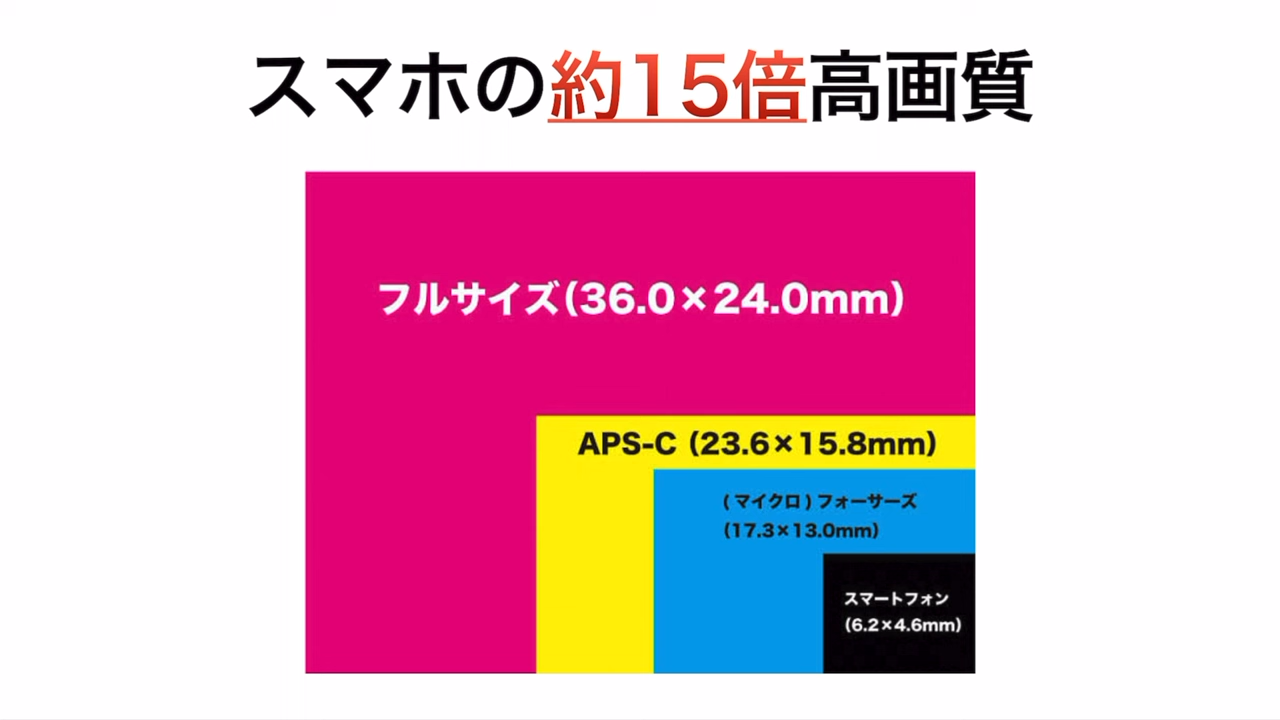 スマホの約15倍高画質
フルサイズ(36.0×24.0mm)
APS-C (23.6×15.8mm)
(マイクロ)フォーサーズ
(17.3×13.0mm)
スマートフォン
(6.2×4.6mm)